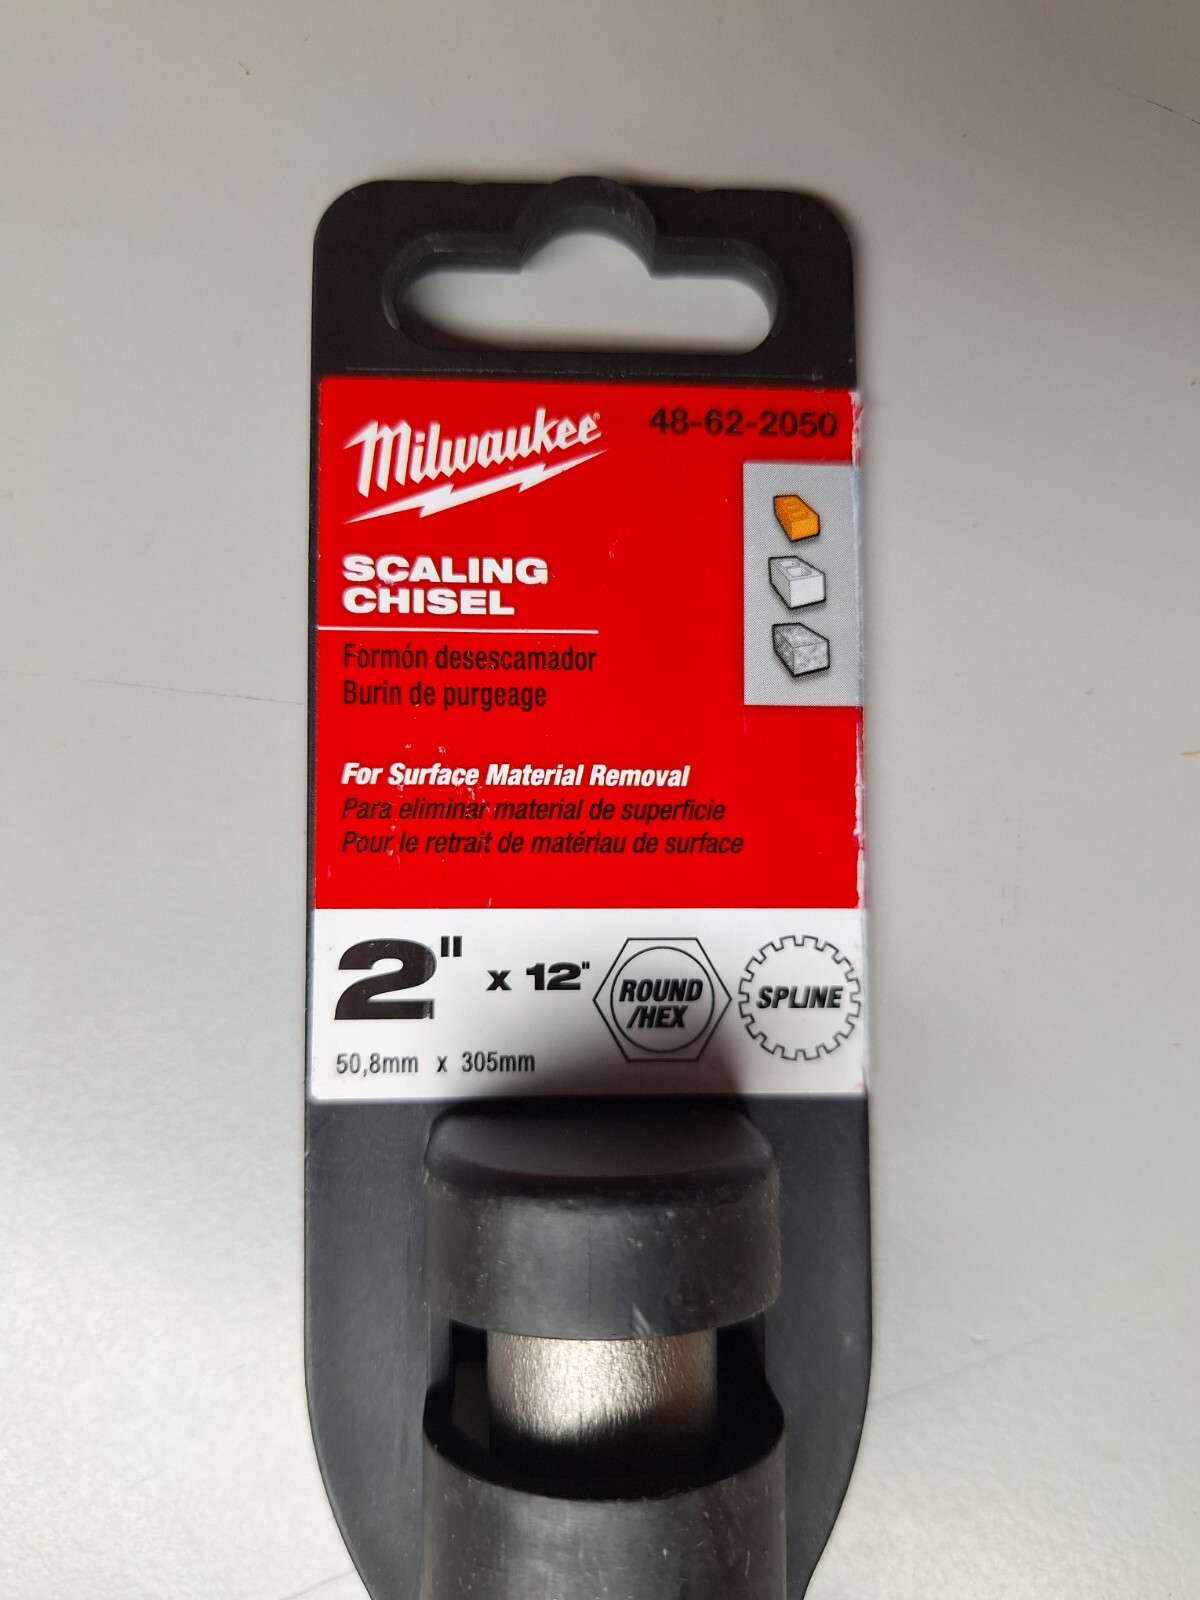 Milwaukee®
48-62-2050
SCALING
CHISEL
Formón desescamador
Burin de purgeage
For Surface Material Removal
Para eliminar material de superficie
Pour le retrait de matériau de surface
2" x 12"
ROUND
/HEX
SPLINE
50,8mm x 305mm